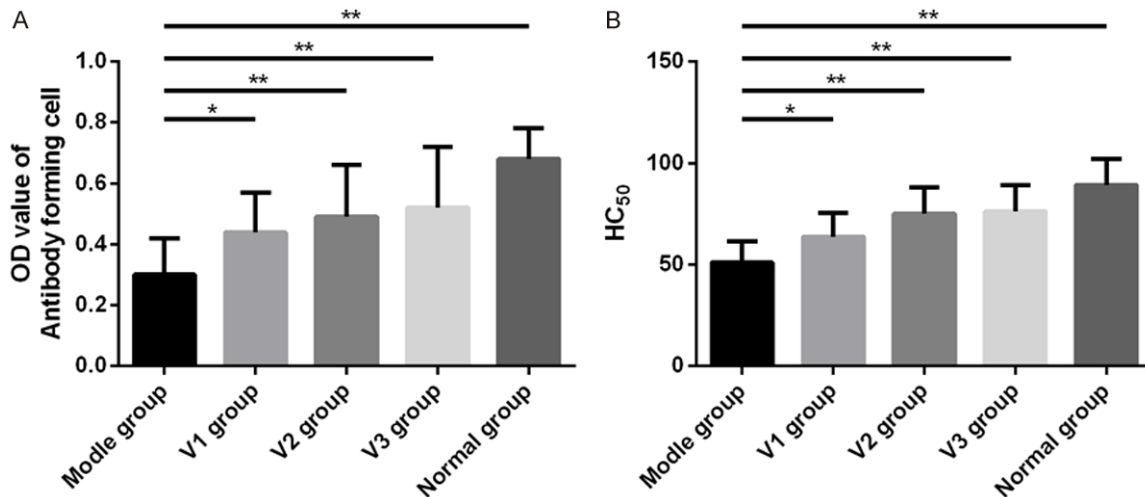 A
**
**
**
*
1.0
0.8
0.6
0.4
0.2
0.0
OD value of
Antibody forming cell
Modle group
V1 group
V2 group
V3 group
Normal group
B
**
**
**
*
150
100
50
0
HC50
Modle group
V1 group
V2 group
V3 group
Normal group